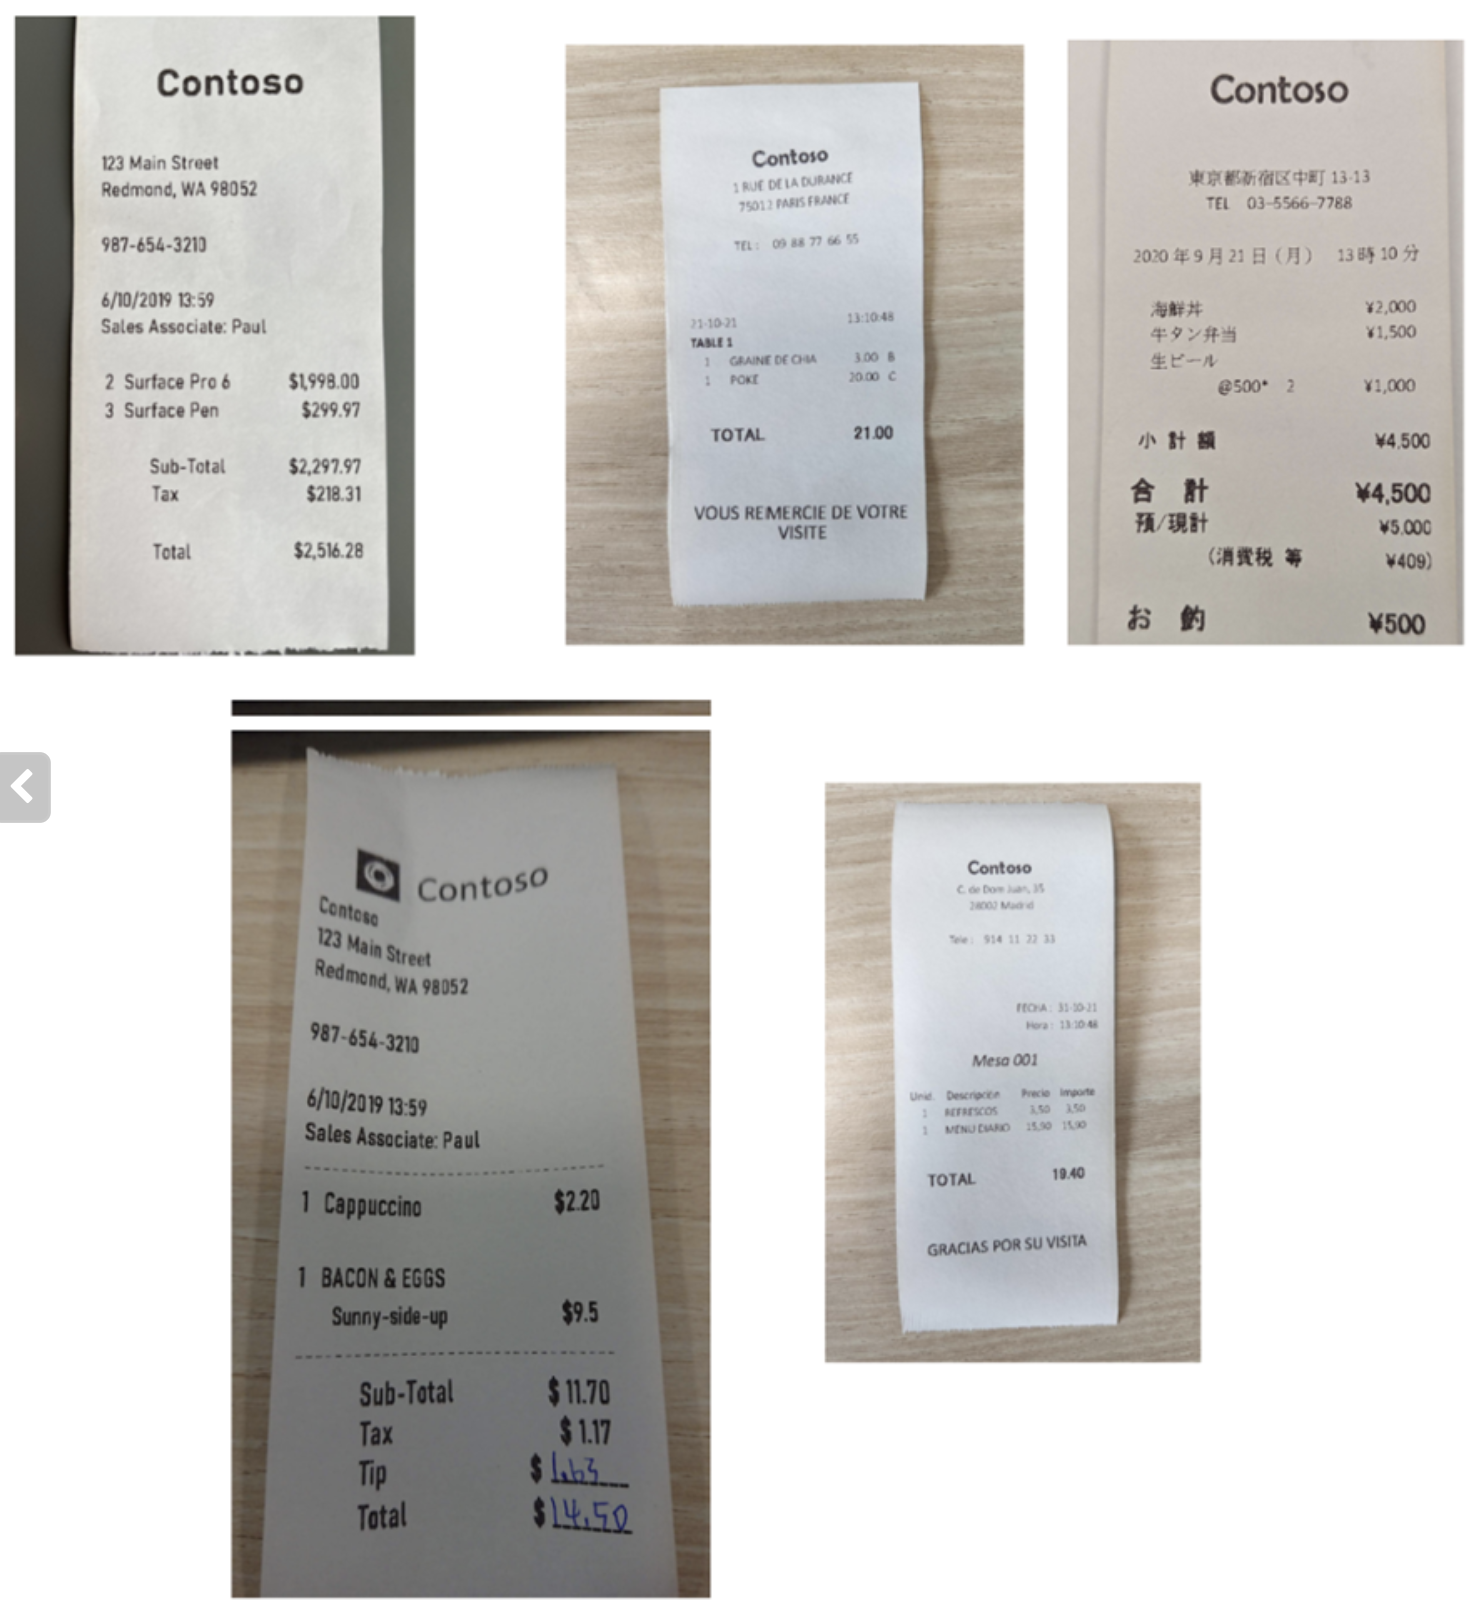 Contoso
123 Main Street
Redmond, WA 98052
987-654-3210
6/10/2019 13:59
Sales Associate: Paul
2 Surface Pro 6 $1,998.00
3 Surface Pen $299.97
Sub-Total $2,297.97
Tax $218.31
Total $2,516.28
Contoso
1 RUE DE LA DURANCE
75012 PARIS FRANCE
TEL : 09 88 77 66 55
21-10-21 13:10:48
TABLE 1
1 GRAINE DE CHIA 3.00 B
1 POKE 20.00 C
TOTAL 21.00
VOUS REMERCIE DE VOTRE
VISITE
Contoso
東京都新宿区中町 13-13
TEL 03-5566-7788
2020 年 9 月 21 日（月） 13 時 10 分
海鮮丼 ¥2,000
牛タン弁当 ¥1,500
生ビール
@500* 2 ¥1,000
小 計 額 ¥4,500
合 計 ¥4,500
預/現計 ¥5,000
（消費税 等 ¥409）
お 釣 ¥500
Contoso
Contoso
123 Main Street
Redmond, WA 98052
987-654-3210
6/10/2019 13:59
Sales Associate: Paul
1 Cappuccino $2.20
1 BACON & EGGS
Sunny-side-up $9.5
Sub-Total $ 11.70
Tax $ 1.17
Tip $ 1.63
Total $ 14.50
Contoso
C. de Dom Juan, 35
28002 Madrid
Tele : 914 11 22 33
FECHA : 31-10-21
Hora : 13:10:48
Mesa 001
Unid. Descripción Precio Importe
1 REFRESCOS 3,50 3,50
1 MENU DIARIO 15,90 15,90
TOTAL 19.40
GRACIAS POR SU VISITA